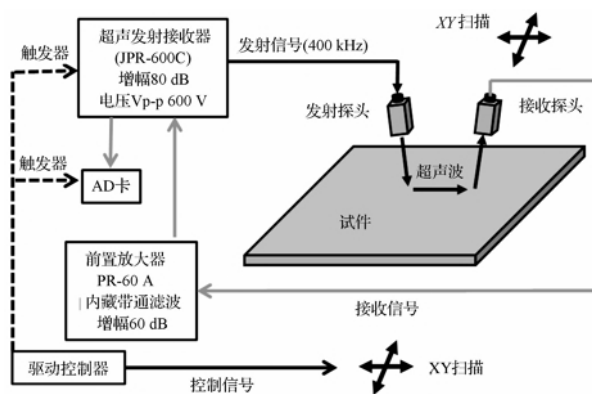 触发器
超声发射接收器
(JPR-600C)
增幅80 dB
电压Vp-p 600 V
发射信号(400 kHz)
XY扫描
发射探头
接收探头
触发器
AD卡
超声波
试件
前置放大器
PR-60 A
内藏带通滤波
增幅60 dB
接收信号
驱动控制器
控制信号
XY扫描